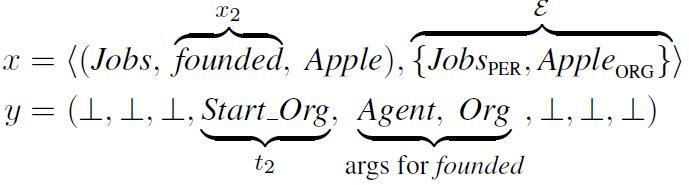 x₂ ℰ
x = ⟨(Jobs, founded, Apple), {Jobs_PER, Apple_ORG}⟩
y = (⊥, ⊥, ⊥, Start_Org, Agent, Org , ⊥, ⊥, ⊥)
t₂ args for founded